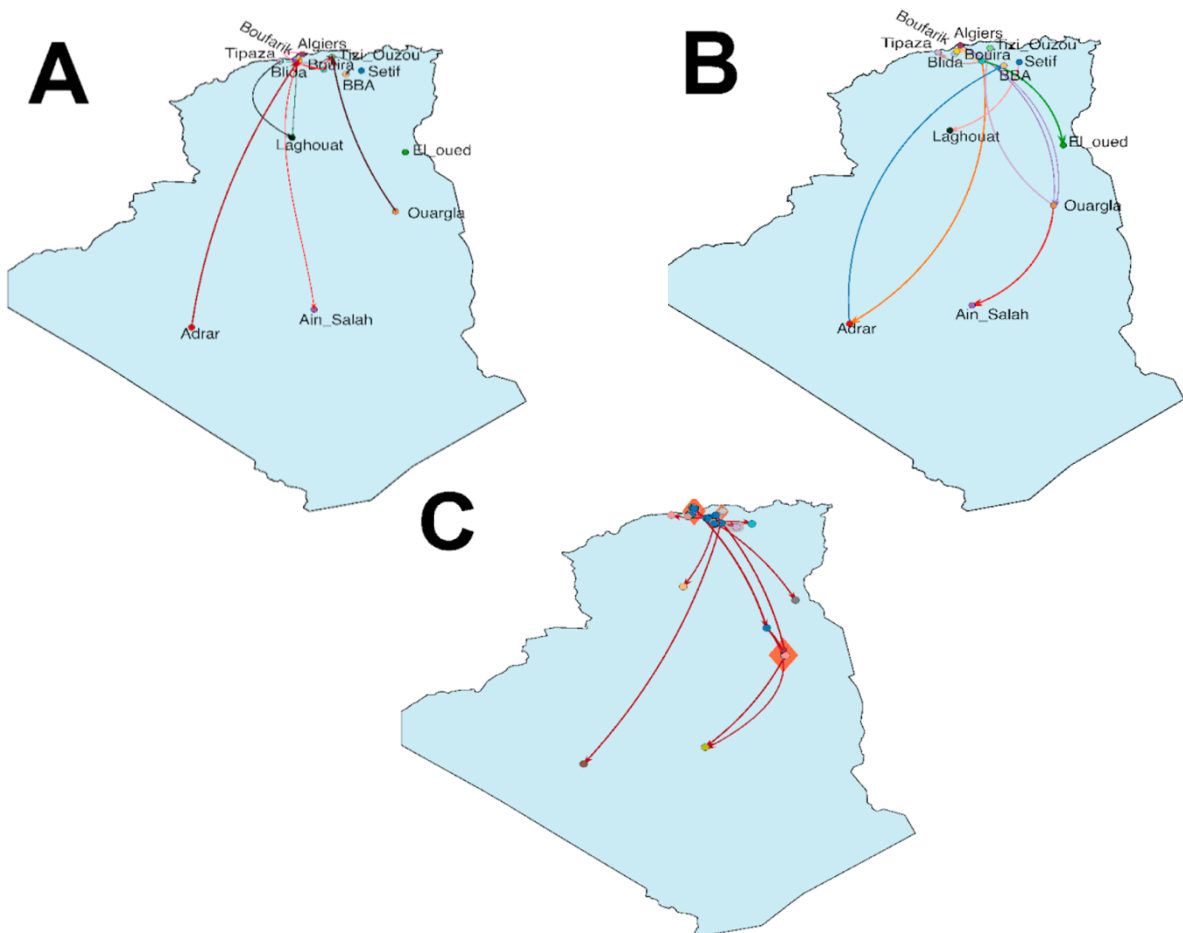 A
Boufarik
Algiers
Tipaza
Tizi_Ouzou
Blida
Bouira
Setif
BBA
Laghouat
El_oued
Ouargla
Ain_Salah
Adrar
B
Boufarik
Algiers
Tipaza
Tizi_Ouzou
Blida
Bouira
Setif
BBA
Laghouat
El_oued
Ouargla
Ain_Salah
Adrar
C